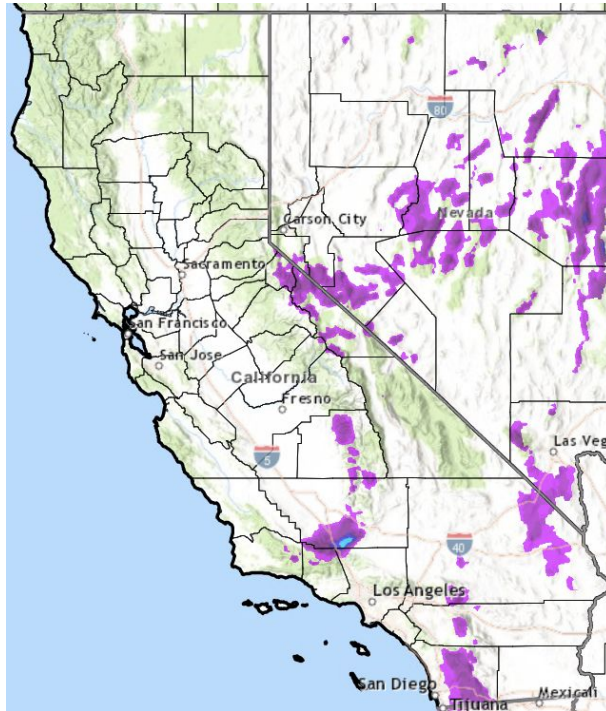 80
Carson City
Nevada
Sacramento
San Francisco
San Jose
California
Fresno
5
Las Veg
40
Los Angeles
San Diego
Tijuana
Mexicali